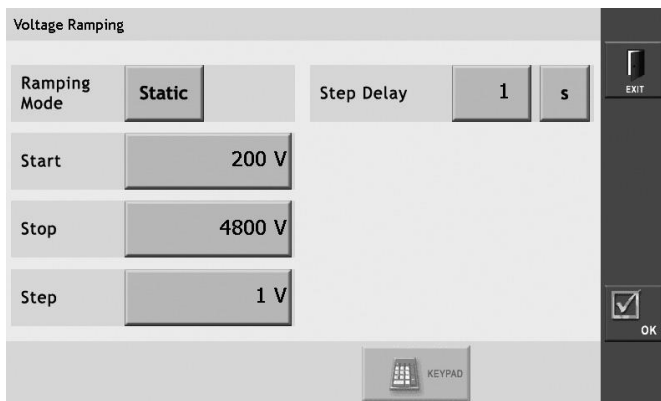 Voltage Ramping
Ramping
Mode
Static
Step Delay
1
s
EXIT
Start
200 V
Stop
4800 V
Step
1 V
OK
KEYPAD